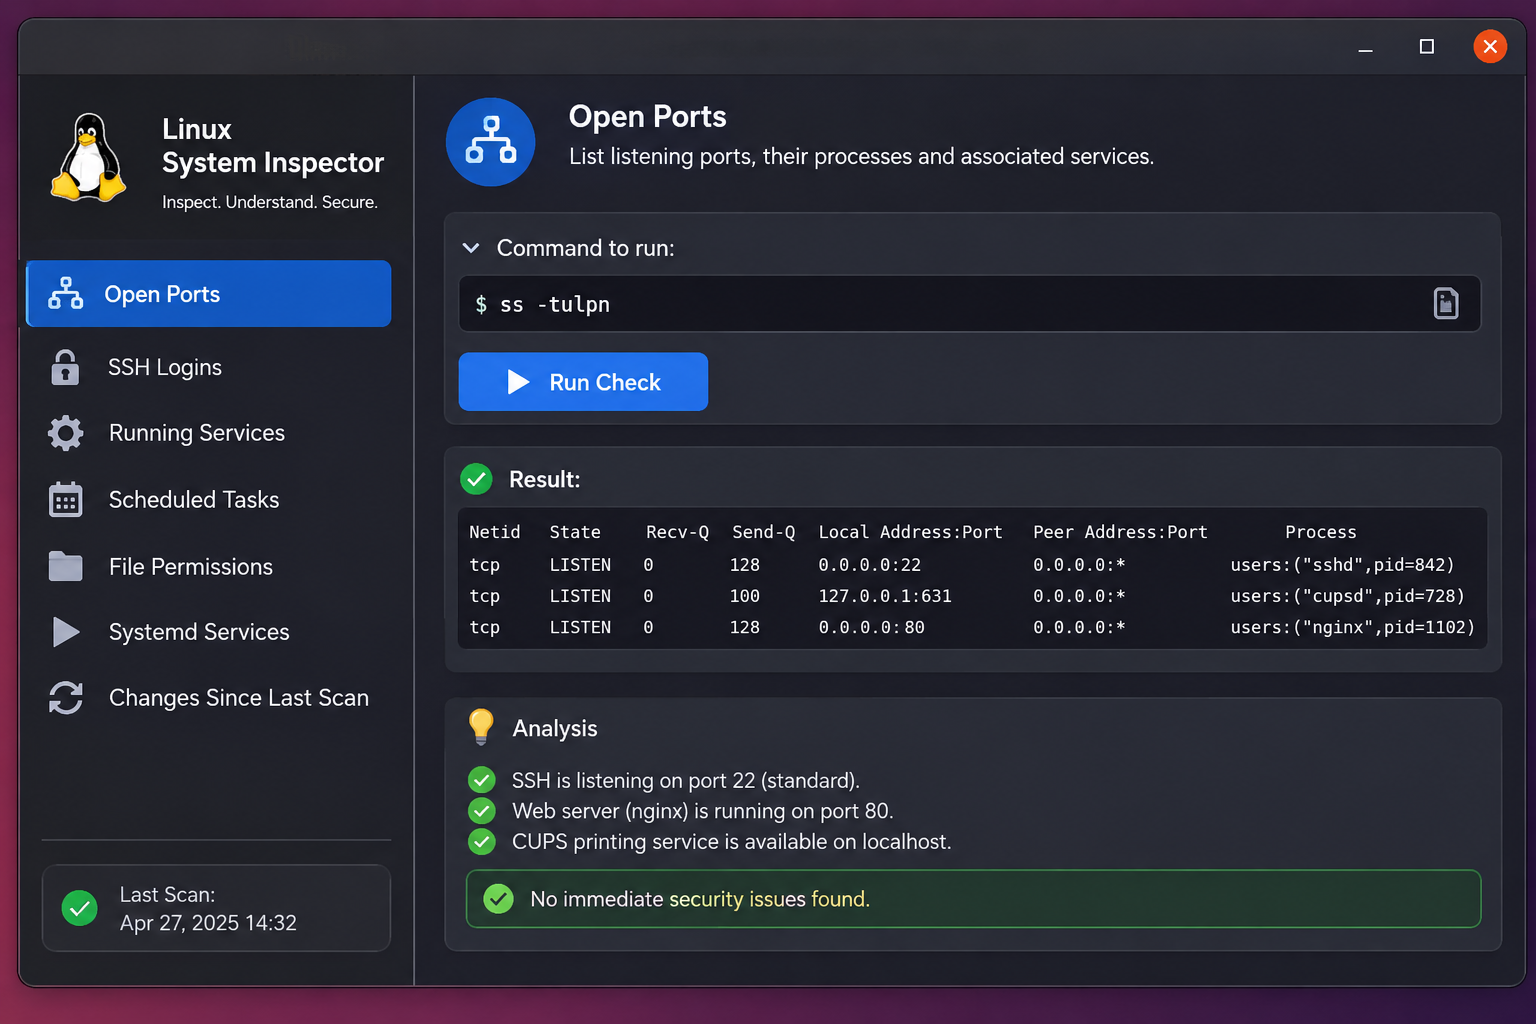 Linux
System Inspector
Inspect. Understand. Secure.
Open Ports
SSH Logins
Running Services
Scheduled Tasks
File Permissions
Systemd Services
Changes Since Last Scan
Last Scan:
Apr 27, 2025 14:32
Open Ports
List listening ports, their processes and associated services.
Command to run:
$ ss -tulpn
Run Check
Result:
Netid State Recv-Q Send-Q Local Address:Port Peer Address:Port Process
tcp LISTEN 0 128 0.0.0.0:22 0.0.0.0:* users:("sshd",pid=842)
tcp LISTEN 0 100 127.0.0.1:631 0.0.0.0:* users:("cupsd",pid=728)
tcp LISTEN 0 128 0.0.0.0:80 0.0.0.0:* users:("nginx",pid=1102)
Analysis
SSH is listening on port 22 (standard).
Web server (nginx) is running on port 80.
CUPS printing service is available on localhost.
No immediate security issues found.